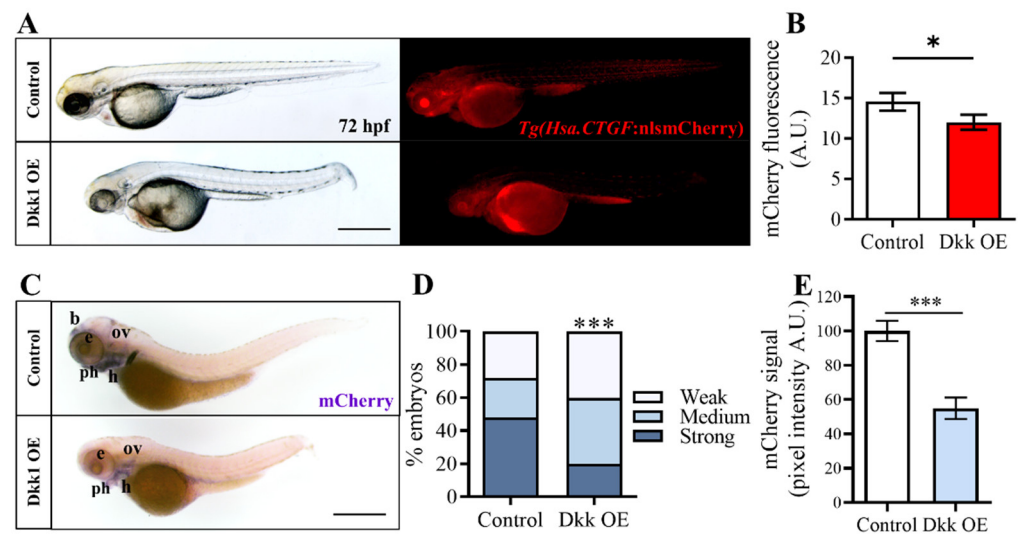 A
Control
72 hpf
Tg(Hsa.CTGF:nlsmCherry)
Dkk1 OE
B
*
mCherry fluorescence
(A.U.)
20
15
10
5
0
Control
Dkk OE
C
Control
b
e
ov
ph
h
mCherry
Dkk1 OE
e
ov
ph
h
D
***
% embryos
100
80
60
40
20
0
Control
Dkk OE
Weak
Medium
Strong
E
***
mCherry signal
(pixel intensity A.U.)
120
100
80
60
40
20
0
Control
Dkk OE